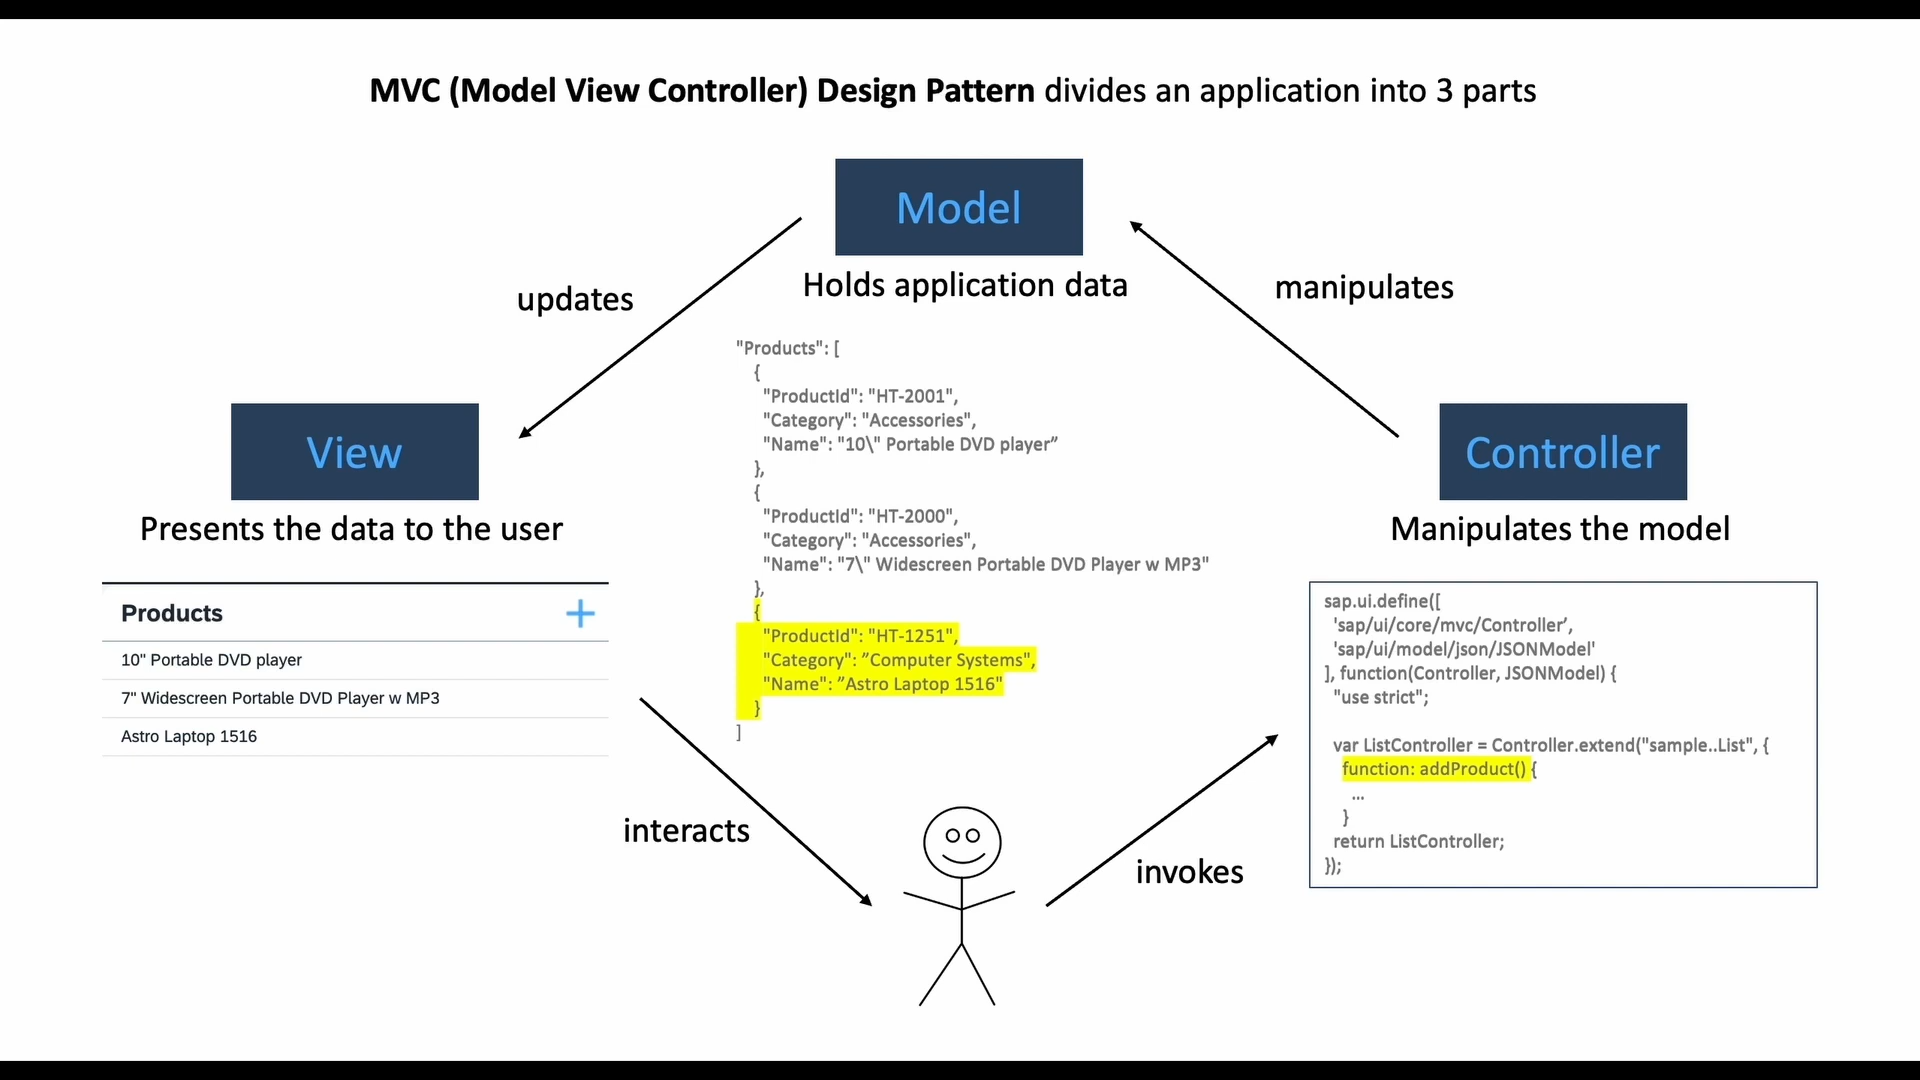 MVC (Model View Controller) Design Pattern divides an application into 3 parts
Model
Holds application data
updates
manipulates
"Products": [
{
"ProductId": "HT-2001",
"Category": "Accessories",
"Name": "10\" Portable DVD player”
},
{
"ProductId": "HT-2000",
"Category": "Accessories",
"Name": "7\" Widescreen Portable DVD Player w MP3"
},
{
"ProductId": "HT-1251",
"Category": ”Computer Systems",
"Name": ”Astro Laptop 1516"
}
]
View
Presents the data to the user
Products +
10" Portable DVD player
7" Widescreen Portable DVD Player w MP3
Astro Laptop 1516
Controller
Manipulates the model
sap.ui.define([
'sap/ui/core/mvc/Controller’,
'sap/ui/model/json/JSONModel'
], function(Controller, JSONModel) {
"use strict";
var ListController = Controller.extend("sample..List", {
function: addProduct() {
...
}
return ListController;
});
interacts
invokes